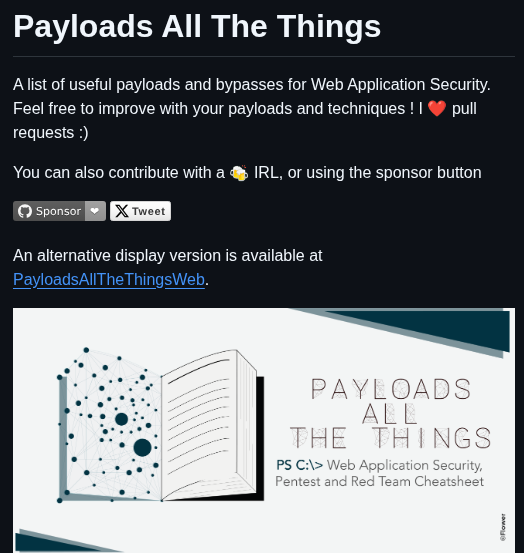 Payloads All The Things
A list of useful payloads and bypasses for Web Application Security.
Feel free to improve with your payloads and techniques ! I ❤️ pull
requests :)
You can also contribute with a 🍻 IRL, or using the sponsor button
Sponsor ❤ Tweet
An alternative display version is available at
PayloadsAllTheThingsWeb.
PAYLOADS
ALL
THE THINGS
PS C:\> Web Application Security,
Pentest and Red Team Cheatsheet